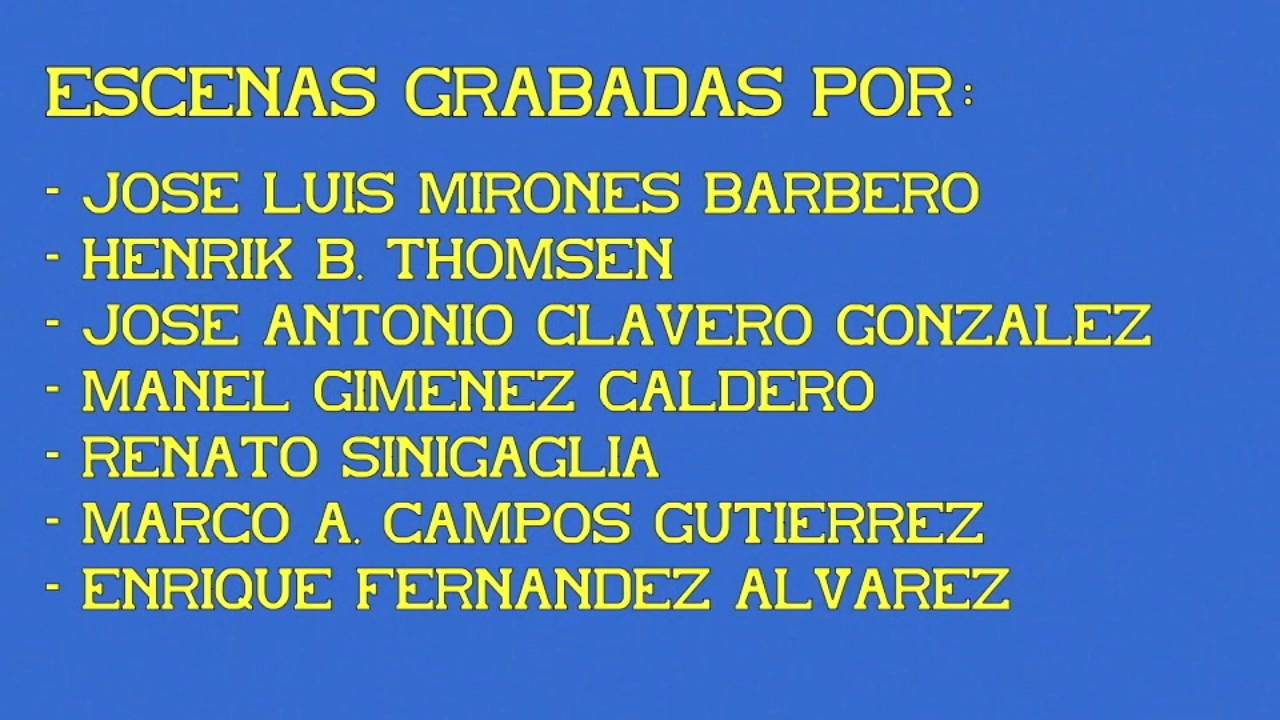 ESCENAS GRABADAS POR:
- JOSE LUIS MIRONES BARBERO
- HENRIK B. THOMSEN
- JOSE ANTONIO CLAVERO GONZALEZ
- MANEL GIMENEZ CALDERO
- RENATO SINIGAGLIA
- MARCO A. CAMPOS GUTIERREZ
- ENRIQUE FERNANDEZ ALVAREZ